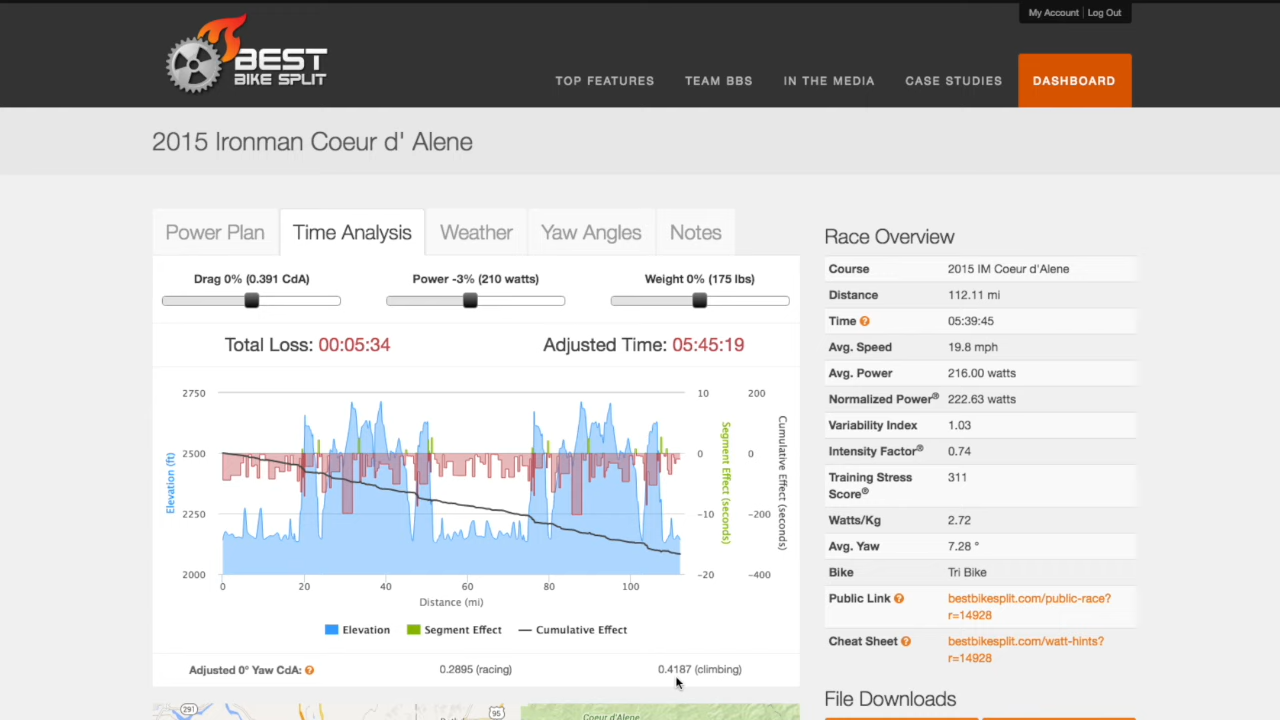 My Account Log Out
BEST
BIKE SPLIT
TOP FEATURES TEAM BBS IN THE MEDIA CASE STUDIES DASHBOARD
2015 Ironman Coeur d' Alene
Power Plan Time Analysis Weather Yaw Angles Notes
Drag 0% (0.391 CdA) Power -3% (210 watts) Weight 0% (175 lbs)
Total Loss: 00:05:34 Adjusted Time: 05:45:19
2750 10 200
2500 0 0
2250 -10 -200
2000 -20 -400
0 20 40 60 80 100
Elevation (ft)
Segment Effect (seconds)
Cumulative Effect (seconds)
Distance (mi)
Elevation Segment Effect Cumulative Effect
Adjusted 0° Yaw CdA: ? 0.2895 (racing) 0.4187 (climbing)
291
95
Coeur d'Alene
Race Overview
Course 2015 IM Coeur d'Alene
Distance 112.11 mi
Time ? 05:39:45
Avg. Speed 19.8 mph
Avg. Power 216.00 watts
Normalized Power® 222.63 watts
Variability Index 1.03
Intensity Factor® 0.74
Training Stress 311
Score®
Watts/Kg 2.72
Avg. Yaw 7.28 °
Bike Tri Bike
Public Link ? bestbikesplit.com/public-race?
r=14928
Cheat Sheet ? bestbikesplit.com/watt-hints?
r=14928
File Downloads